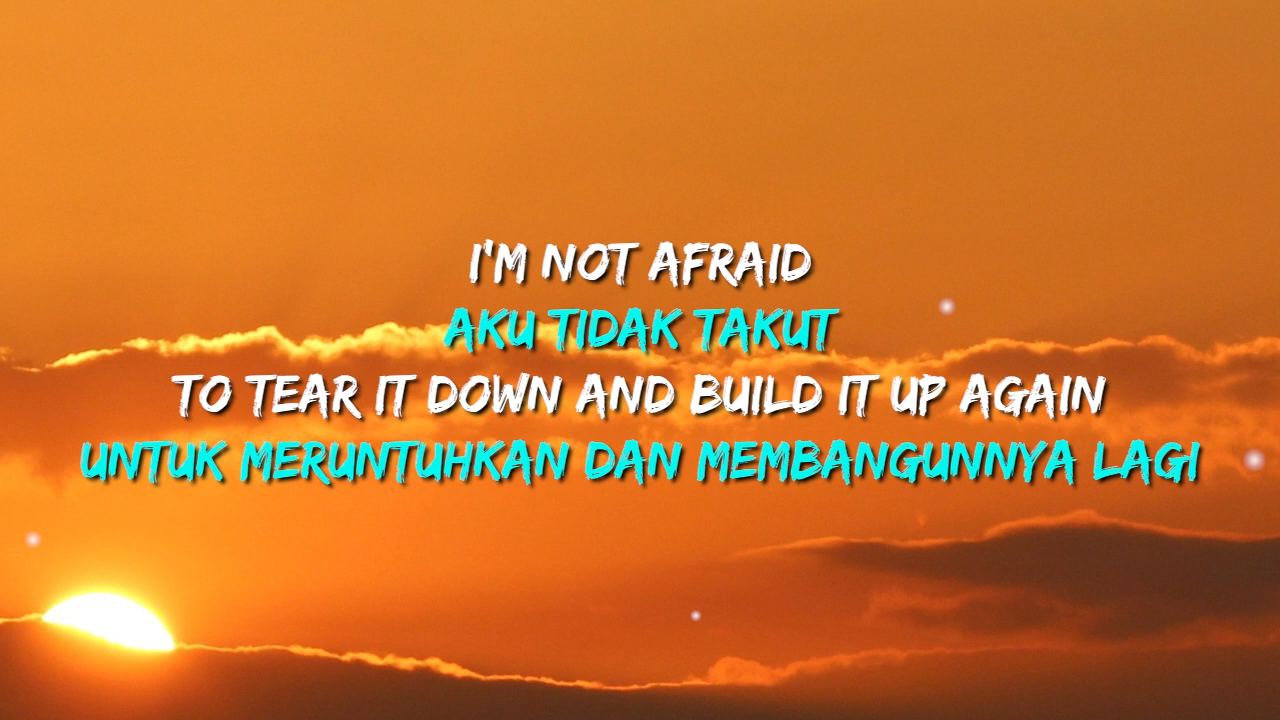 I'M NOT AFRAID
AKU TIDAK TAKUT
TO TEAR IT DOWN AND BUILD IT UP AGAIN
UNTUK MERUNTUHKAN DAN MEMBANGUNNYA LAGI